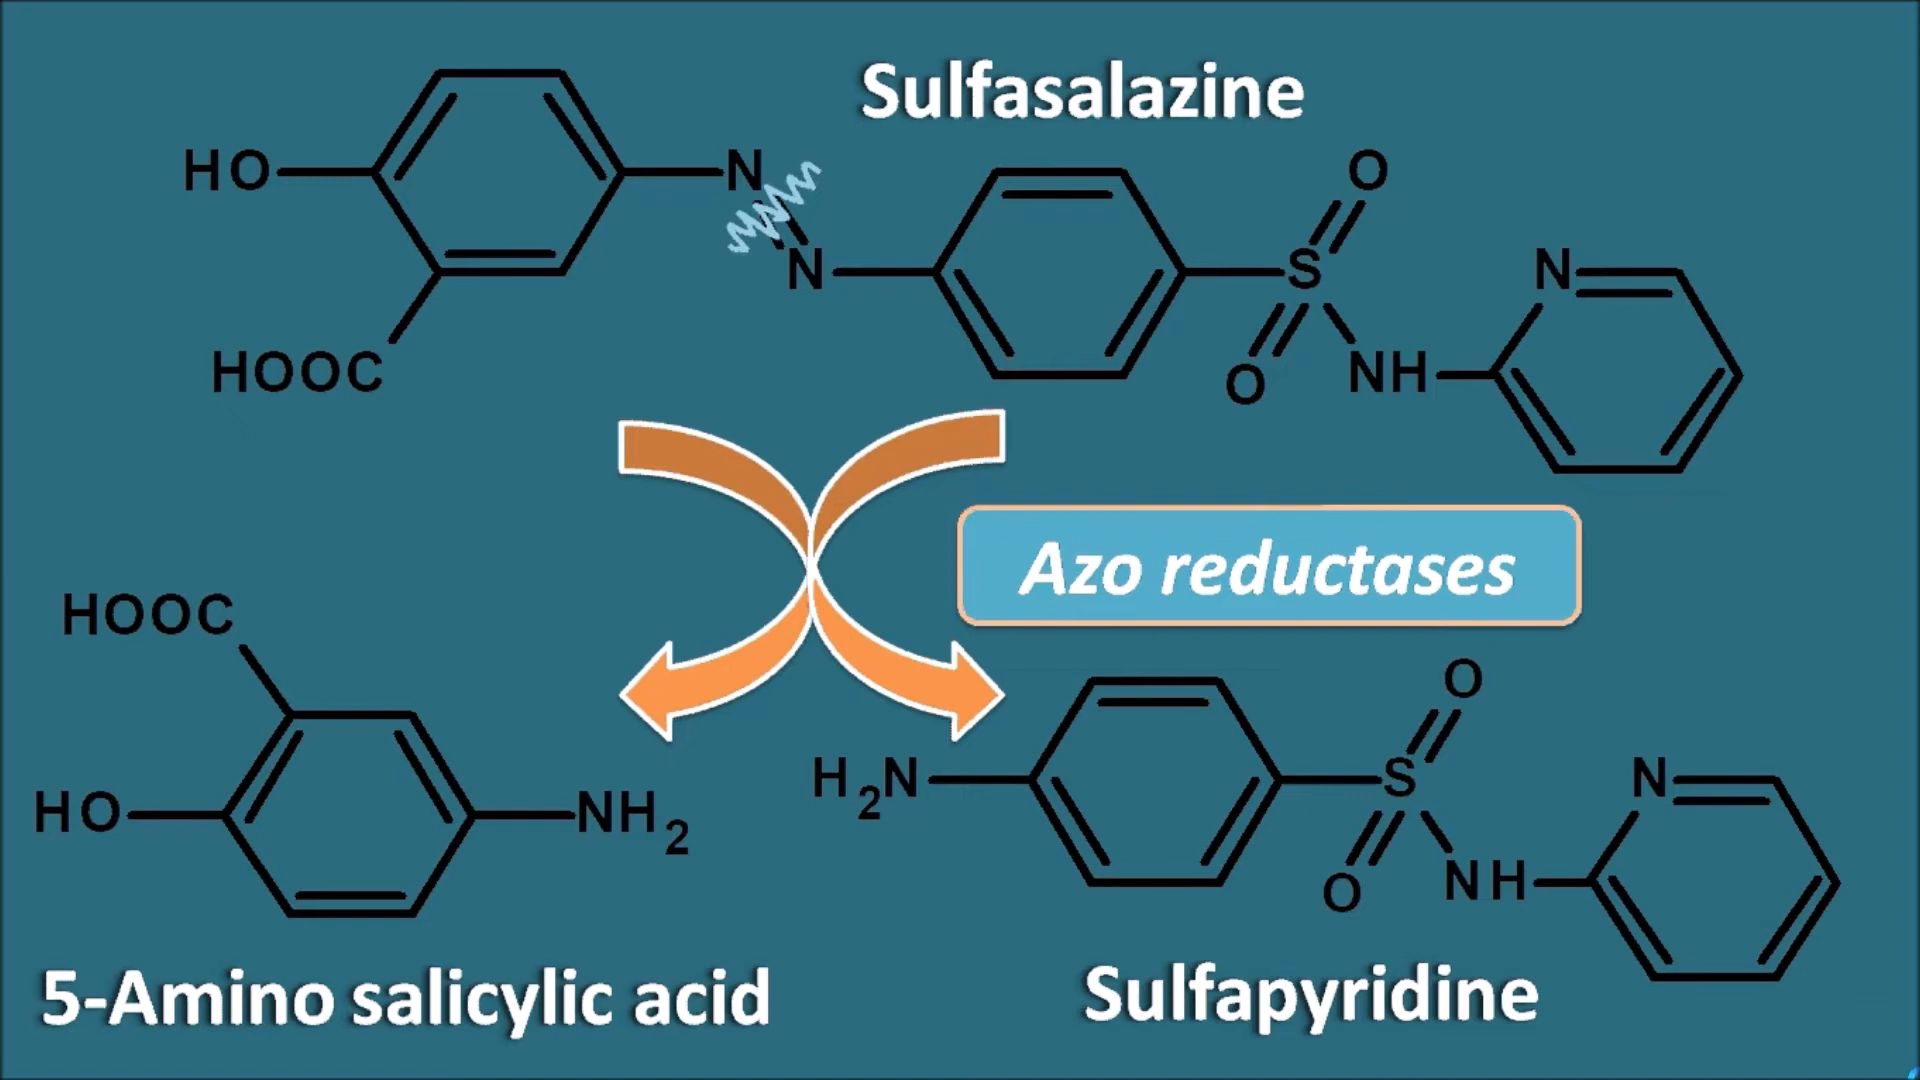 Sulfasalazine
HO
N
N
HOOC
S
O
O
NH
N
Azo reductases
HOOC
HO
NH2
5-Amino salicylic acid
H2N
S
O
O
NH
N
Sulfapyridine